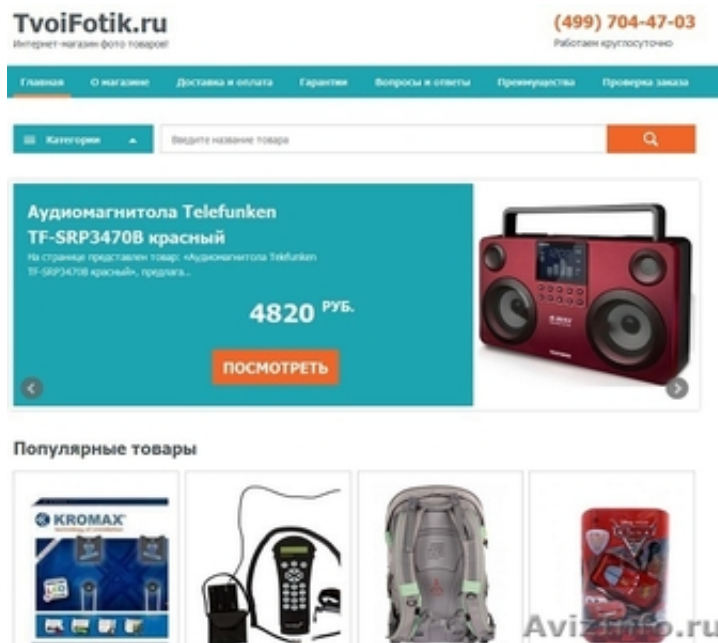 TvoiFotik.ru
(499) 704-47-03
Интернет-магазин фото товаров!
Работаем круглосуточно
Главная О магазине Доставка и оплата Гарантии Вопросы и ответы Преимущества Проверка заказа
Категории Введите название товара
Аудиомагнитола Telefunken
TF-SRP3470B красный
На странице представлен товар: «Аудиомагнитола Telefunken
TF-SRP3470B красный», предлага...
4820 РУБ.
ПОСМОТРЕТЬ
Популярные товары
KROMAX